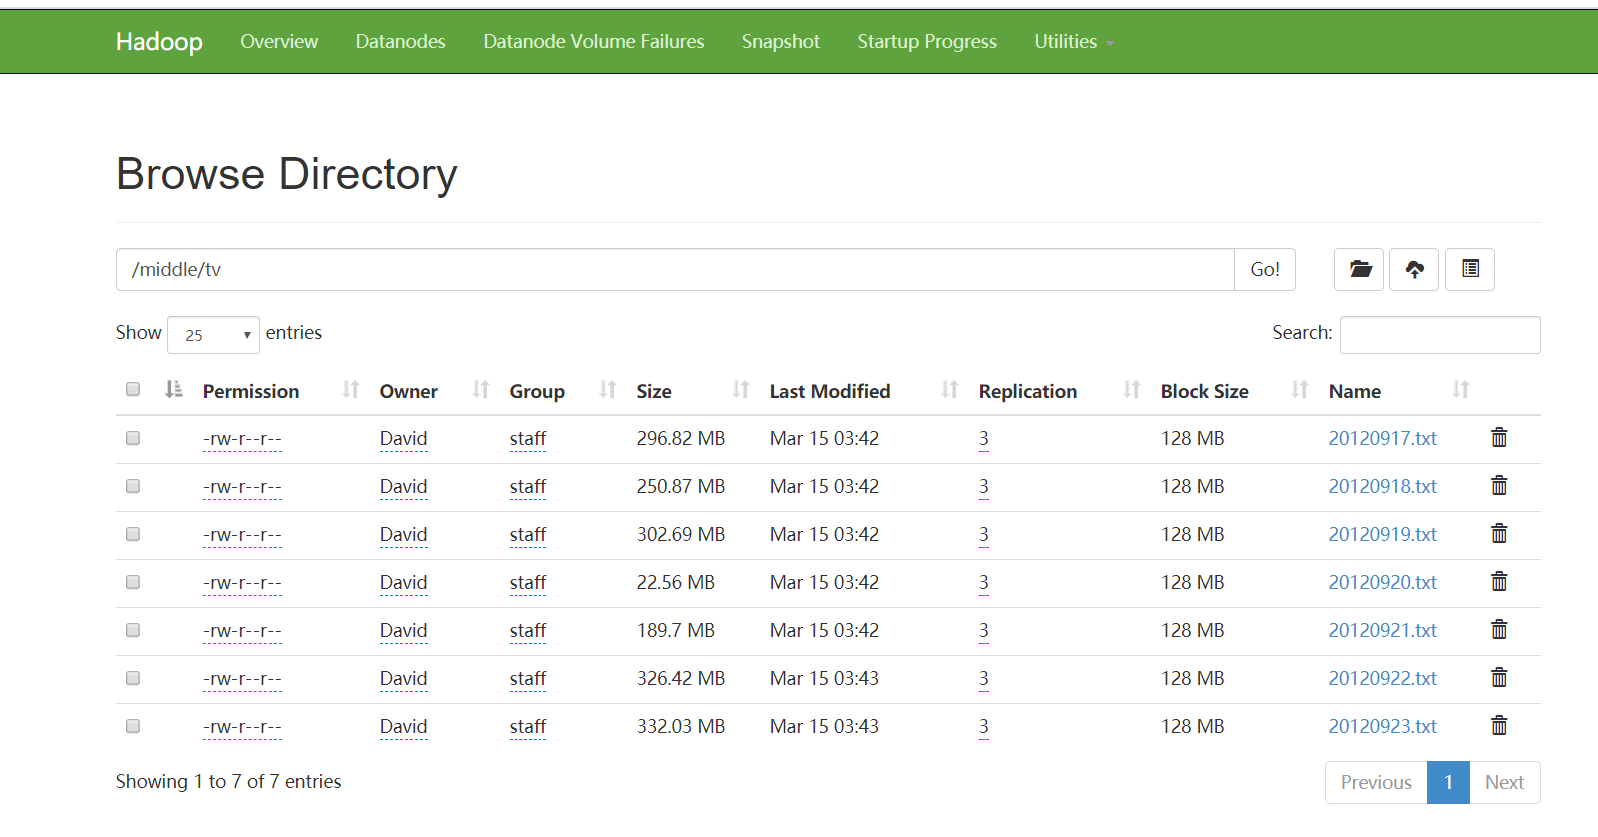 Hadoop Overview Datanodes Datanode Volume Failures Snapshot Startup Progress Utilities
Browse Directory
/middle/tv Go!
Show 25 entries Search:
Permission Owner Group Size Last Modified Replication Block Size Name
-rw-r--r-- David staff 296.82 MB Mar 15 03:42 3 128 MB 20120917.txt
-rw-r--r-- David staff 250.87 MB Mar 15 03:42 3 128 MB 20120918.txt
-rw-r--r-- David staff 302.69 MB Mar 15 03:42 3 128 MB 20120919.txt
-rw-r--r-- David staff 22.56 MB Mar 15 03:42 3 128 MB 20120920.txt
-rw-r--r-- David staff 189.7 MB Mar 15 03:42 3 128 MB 20120921.txt
-rw-r--r-- David staff 326.42 MB Mar 15 03:43 3 128 MB 20120922.txt
-rw-r--r-- David staff 332.03 MB Mar 15 03:43 3 128 MB 20120923.txt
Showing 1 to 7 of 7 entries Previous 1 Next